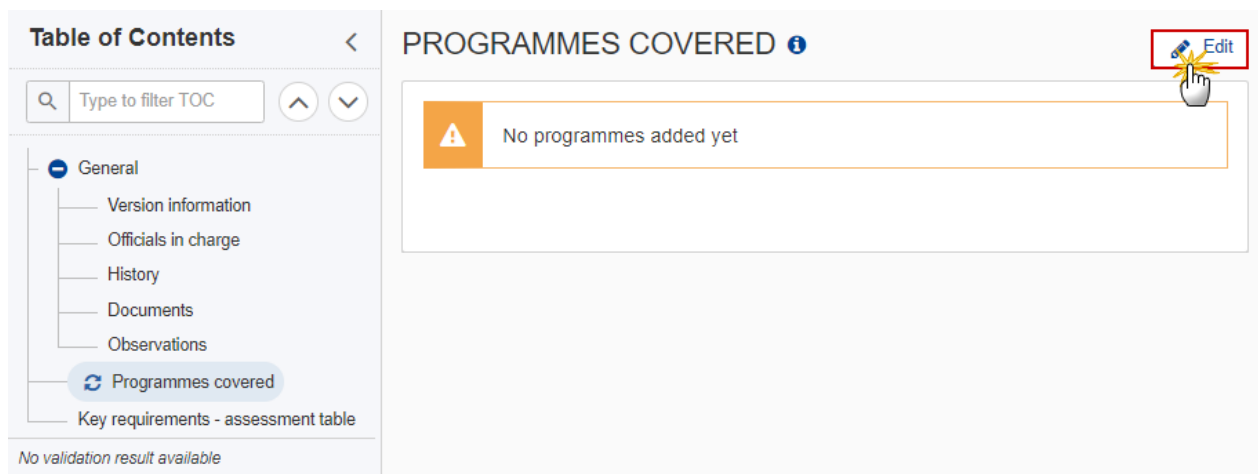 Table of Contents
Type to filter TOC
General
Version information
Officials in charge
History
Documents
Observations
Programmes covered
Key requirements - assessment table
No validation result available
PROGRAMMES COVERED
Edit
No programmes added yet